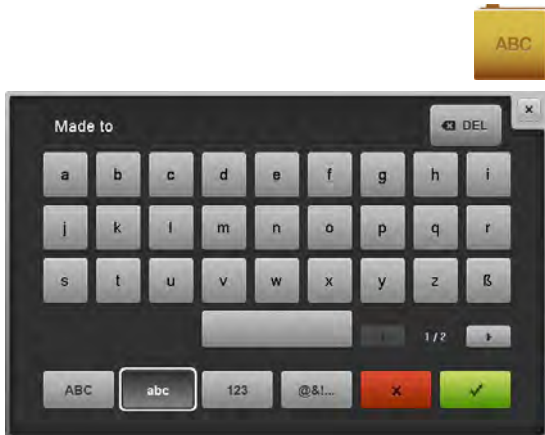 ABC
×
Made to DEL
a b c d e f g h i
j k l m n o p q r
s t u v w x y z ß
1/2
ABC abc 123 @&!...